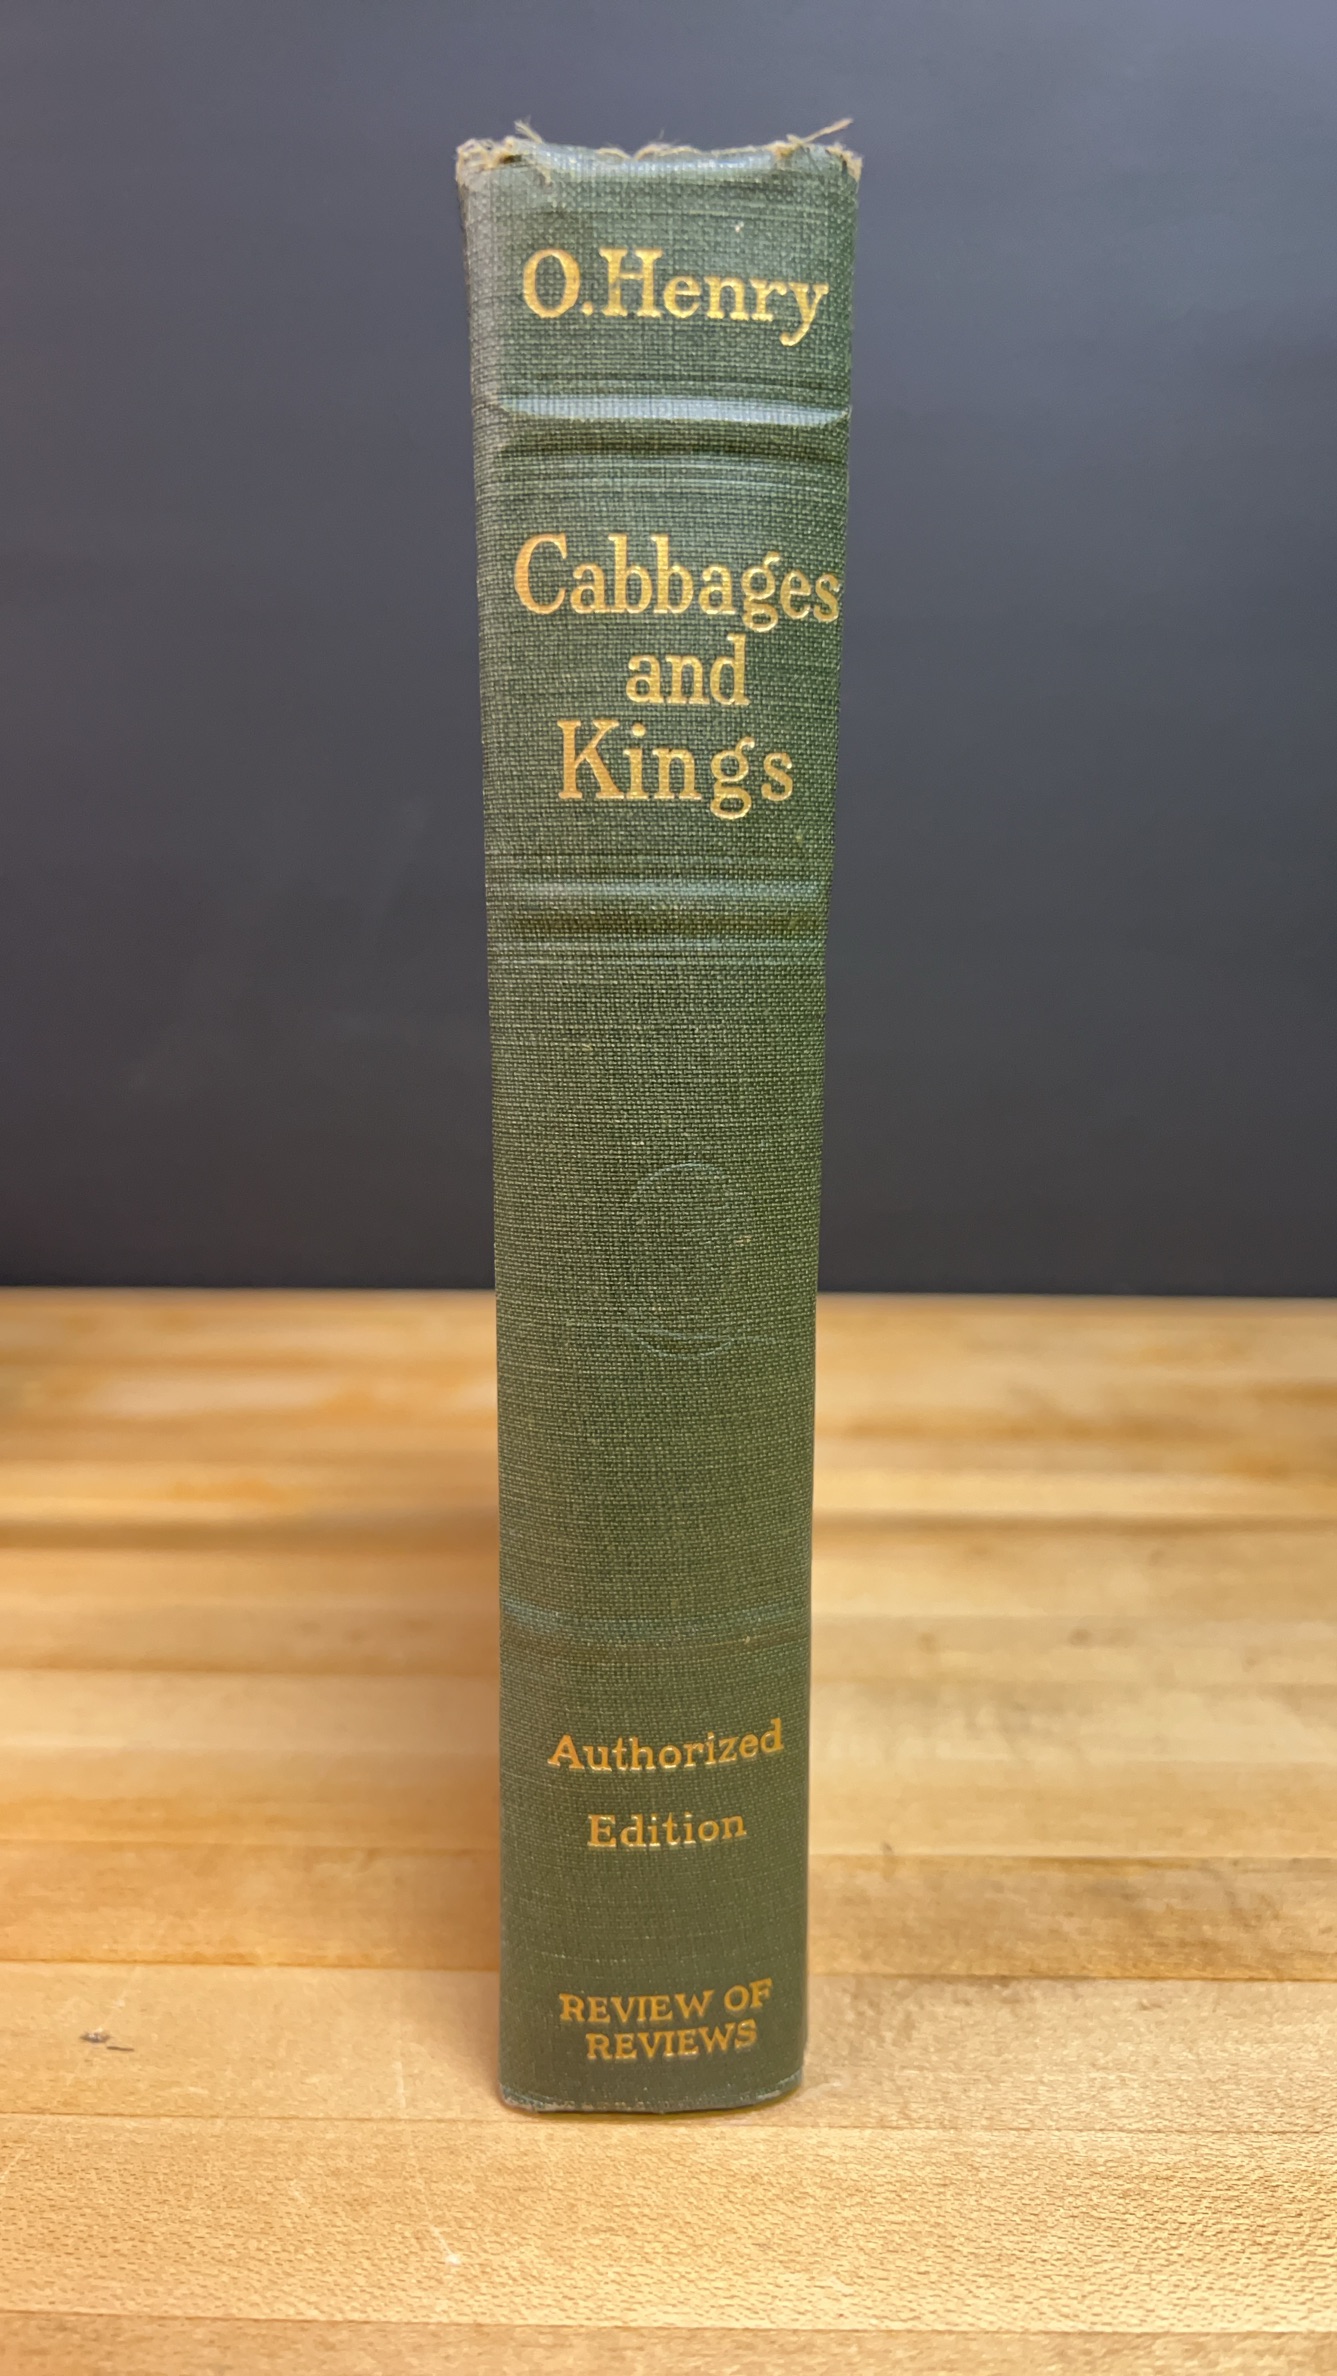 O.Henry
Cabbages
and
Kings
Authorized
Edition
REVIEW OF
REVIEWS